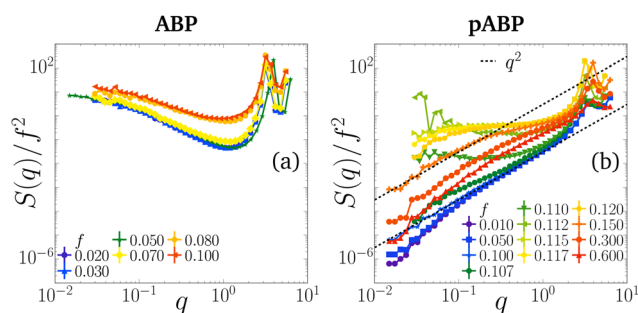 ABP
pABP
S(q)/f²
10²
10⁻⁶
(a)
f
0.020
0.030
0.050
0.070
0.080
0.100
10⁻²
10⁻¹
10⁰
10¹
q
S(q)/f²
10²
10⁻⁶
q²
(b)
f
0.010
0.050
0.100
0.107
0.110
0.112
0.115
0.117
0.120
0.150
0.300
0.600
10⁻²
10⁻¹
10⁰
10¹
q